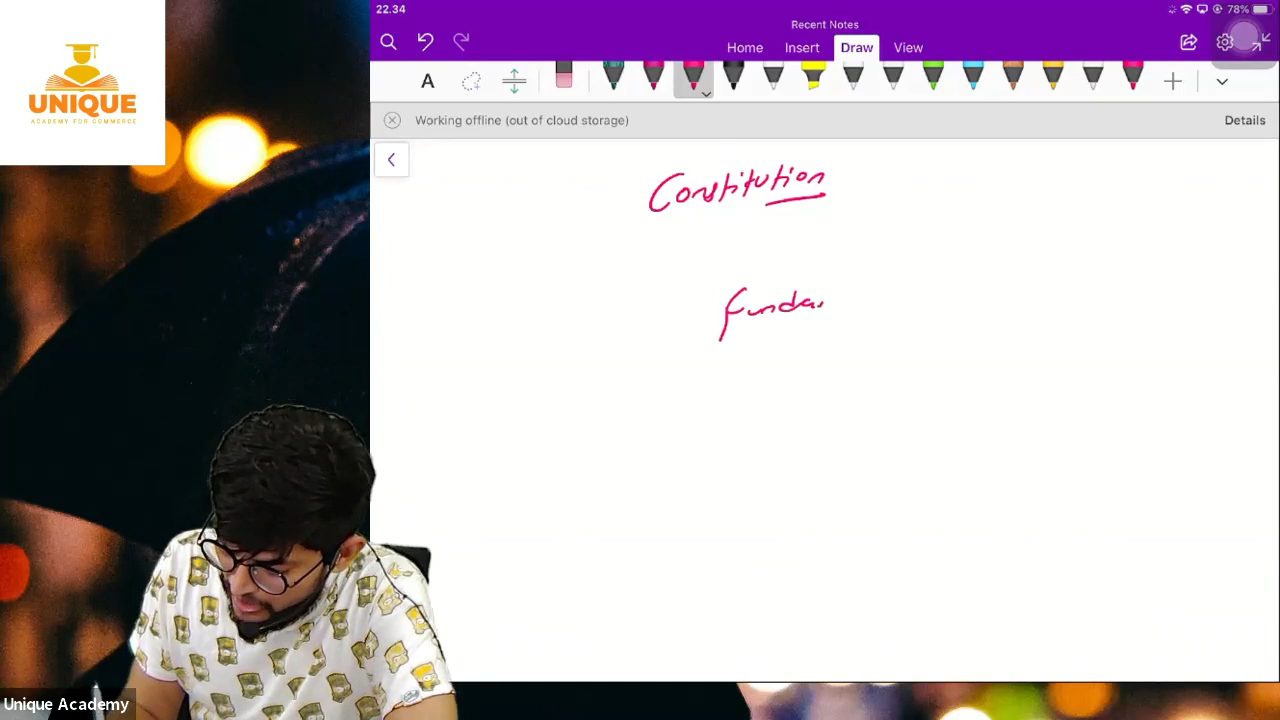 22.34
78%
Recent Notes
Home Insert Draw View
UNIQUE
ACADEMY FOR COMMERCE
A
Working offline (out of cloud storage)
Details
Constitution
funda
Unique Academy